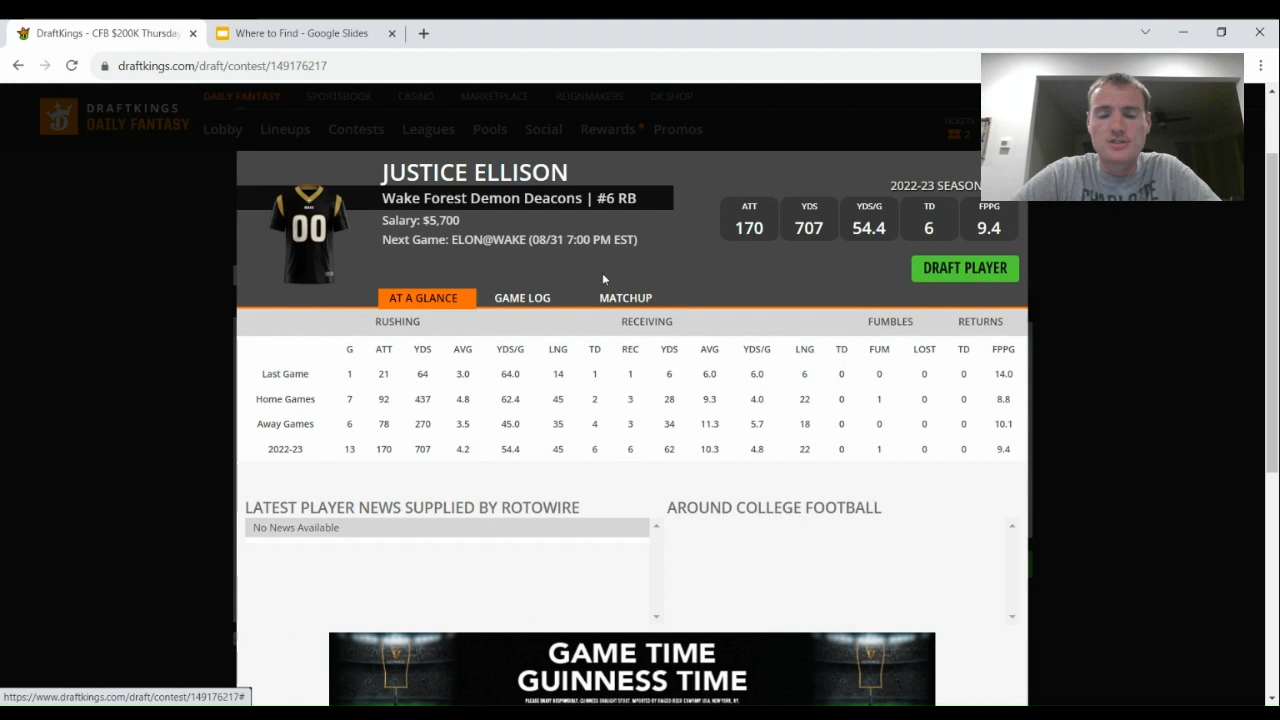 DraftKings - CFB $200K Thursday
Where to Find - Google Slides
draftkings.com/draft/contest/149176217
DRAFTKINGS
DAILY FANTASY
DAILY FANTASY SPORTSBOOK CASINO MARKETPLACE REIGNMAKERS DK SHOP
Lobby Lineups Contests Leagues Pools Social Rewards Promos
TICKETS
2
JUSTICE ELLISON
Wake Forest Demon Deacons | #6 RB
Salary: $5,700
Next Game: ELON@WAKE (08/31 7:00 PM EST)
00
2022-23 SEASON
ATT YDS YDS/G TD FPPG
170 707 54.4 6 9.4
DRAFT PLAYER
AT A GLANCE GAME LOG MATCHUP
RUSHING RECEIVING FUMBLES RETURNS
G ATT YDS AVG YDS/G LNG TD REC YDS AVG YDS/G LNG TD FUM LOST TD FPPG
Last Game 1 21 64 3.0 64.0 14 1 1 6 6.0 6.0 6 0 0 0 0 14.0
Home Games 7 92 437 4.8 62.4 45 2 3 28 9.3 4.0 22 0 1 0 0 8.8
Away Games 6 78 270 3.5 45.0 35 4 3 34 11.3 5.7 18 0 0 0 0 10.1
2022-23 13 170 707 4.2 54.4 45 6 6 62 10.3 4.8 22 0 1 0 0 9.4
LATEST PLAYER NEWS SUPPLIED BY ROTOWIRE
No News Available
AROUND COLLEGE FOOTBALL
GAME TIME
GUINNESS TIME
https://www.draftkings.com/draft/contest/149176217#
CHARLOTTE